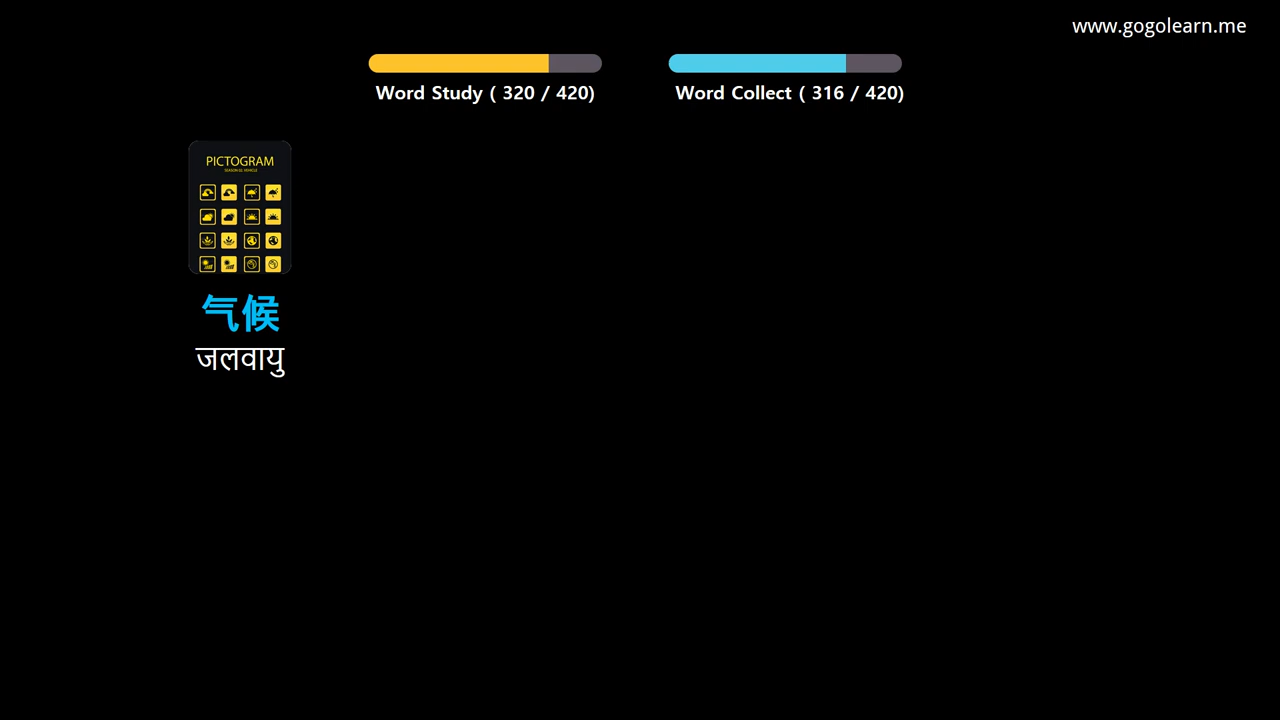 www.gogolearn.me
Word Study ( 320 / 420)
Word Collect ( 316 / 420)
PICTOGRAM
气候
जलवायु